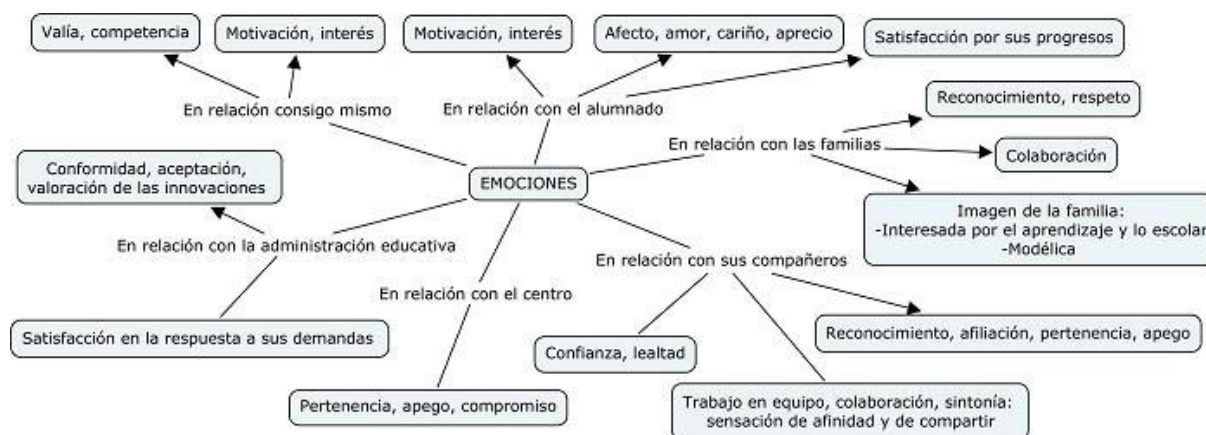 Valía, competencia
Motivación, interés
Motivación, interés
Afecto, amor, cariño, aprecio
Satisfacción por sus progresos
En relación consigo mismo
En relación con el alumnado
Reconocimiento, respeto
En relación con las familias
Colaboración
Conformidad, aceptación,
valoración de las innovaciones
EMOCIONES
Imagen de la familia:
-Interesada por el aprendizaje y lo escolar
-Modélica
En relación con la administración educativa
En relación con sus compañeros
En relación con el centro
Satisfacción en la respuesta a sus demandas
Confianza, lealtad
Reconocimiento, afiliación, pertenencia, apego
Pertenencia, apego, compromiso
Trabajo en equipo, colaboración, sintonía:
sensación de afinidad y de compartir